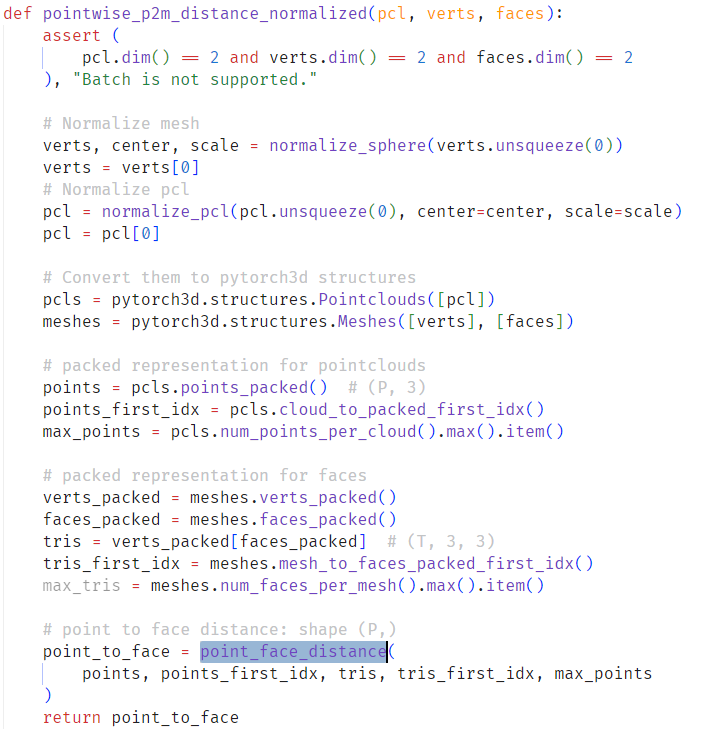 def pointwise_p2m_distance_normalized(pcl, verts, faces):
    assert (
        pcl.dim() == 2 and verts.dim() == 2 and faces.dim() == 2
    ), "Batch is not supported."

    # Normalize mesh
    verts, center, scale = normalize_sphere(verts.unsqueeze(0))
    verts = verts[0]
    # Normalize pcl
    pcl = normalize_pcl(pcl.unsqueeze(0), center=center, scale=scale)
    pcl = pcl[0]

    # Convert them to pytorch3d structures
    pcls = pytorch3d.structures.Pointclouds([pcl])
    meshes = pytorch3d.structures.Meshes([verts], [faces])

    # packed representation for pointclouds
    points = pcls.points_packed()  # (P, 3)
    points_first_idx = pcls.cloud_to_packed_first_idx()
    max_points = pcls.num_points_per_cloud().max().item()

    # packed representation for faces
    verts_packed = meshes.verts_packed()
    faces_packed = meshes.faces_packed()
    tris = verts_packed[faces_packed]  # (T, 3, 3)
    tris_first_idx = meshes.mesh_to_faces_packed_first_idx()
    max_tris = meshes.num_faces_per_mesh().max().item()

    # point to face distance: shape (P,)
    point_to_face = point_face_distance(
        points, points_first_idx, tris, tris_first_idx, max_points
    )
    return point_to_face